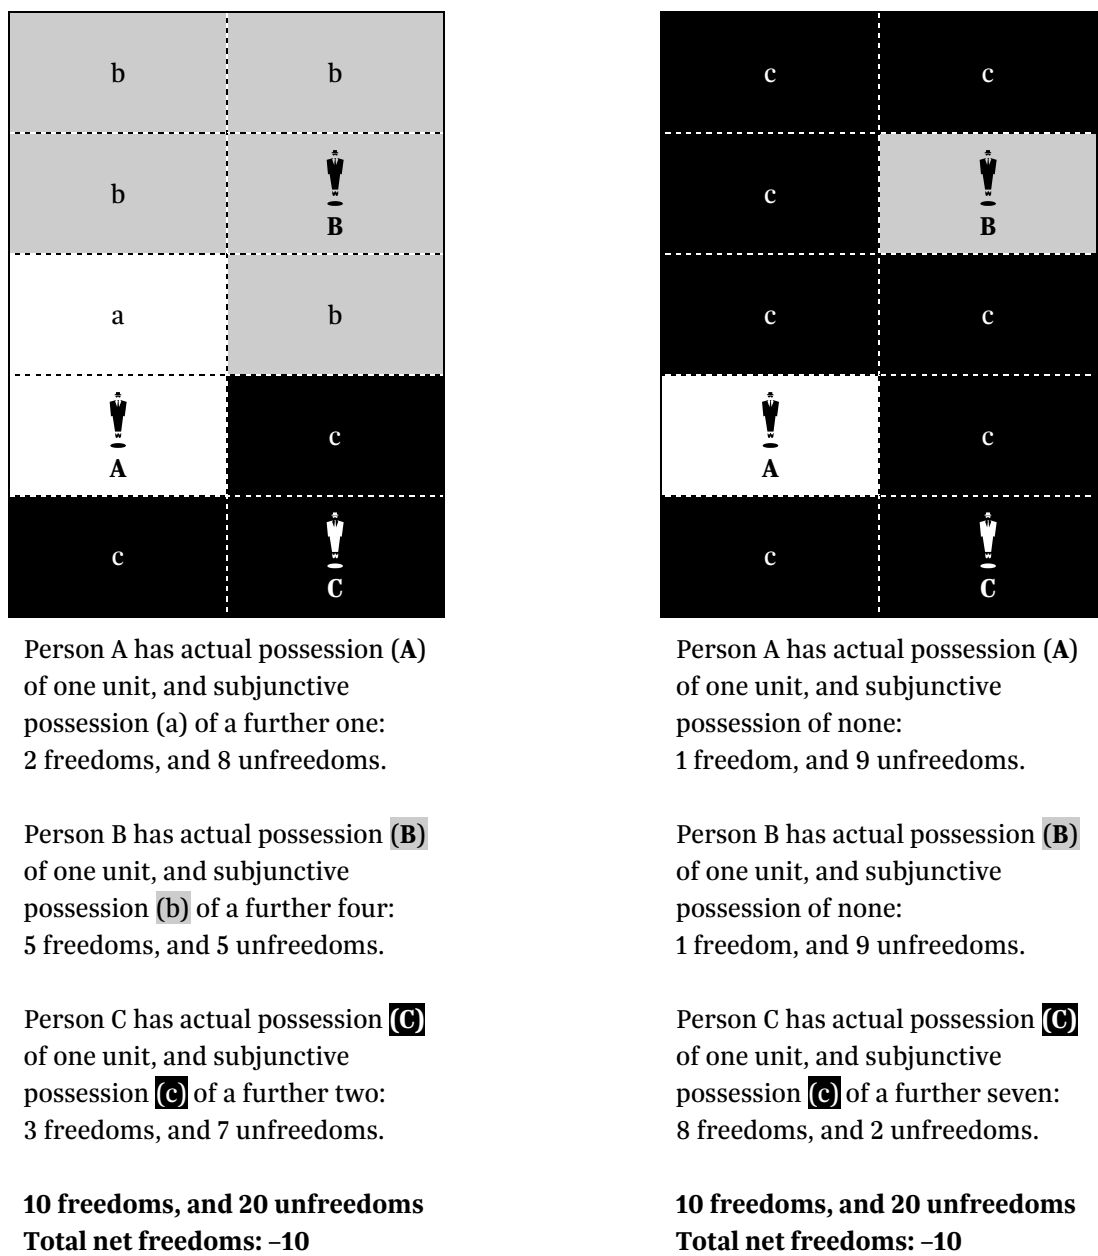 b b
b
B
a b
A
c
c
C
Person A has actual possession (A)
of one unit, and subjunctive
possession (a) of a further one:
2 freedoms, and 8 unfreedoms.
Person B has actual possession (B)
of one unit, and subjunctive
possession (b) of a further four:
5 freedoms, and 5 unfreedoms.
Person C has actual possession (C)
of one unit, and subjunctive
possession (c) of a further two:
3 freedoms, and 7 unfreedoms.
10 freedoms, and 20 unfreedoms
Total net freedoms: –10
c c
c
B
c c
A
c
c
C
Person A has actual possession (A)
of one unit, and subjunctive
possession of none:
1 freedom, and 9 unfreedoms.
Person B has actual possession (B)
of one unit, and subjunctive
possession of none:
1 freedom, and 9 unfreedoms.
Person C has actual possession (C)
of one unit, and subjunctive
possession (c) of a further seven:
8 freedoms, and 2 unfreedoms.
10 freedoms, and 20 unfreedoms
Total net freedoms: –10